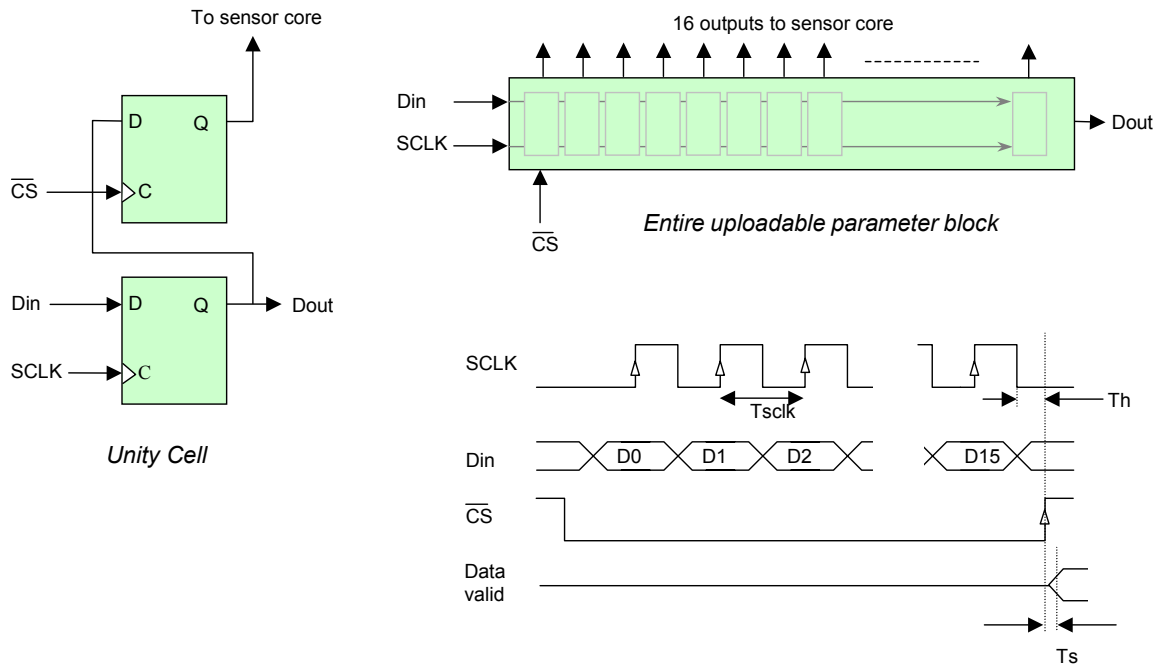 To sensor core
D Q
CS
C
Din
D Q
Dout
SCLK
C
Unity Cell
16 outputs to sensor core
Din
SCLK
Dout
CS
Entire uploadable parameter block
SCLK
Tsclk
Th
Din
D0 D1 D2 D15
CS
Data
valid
Ts